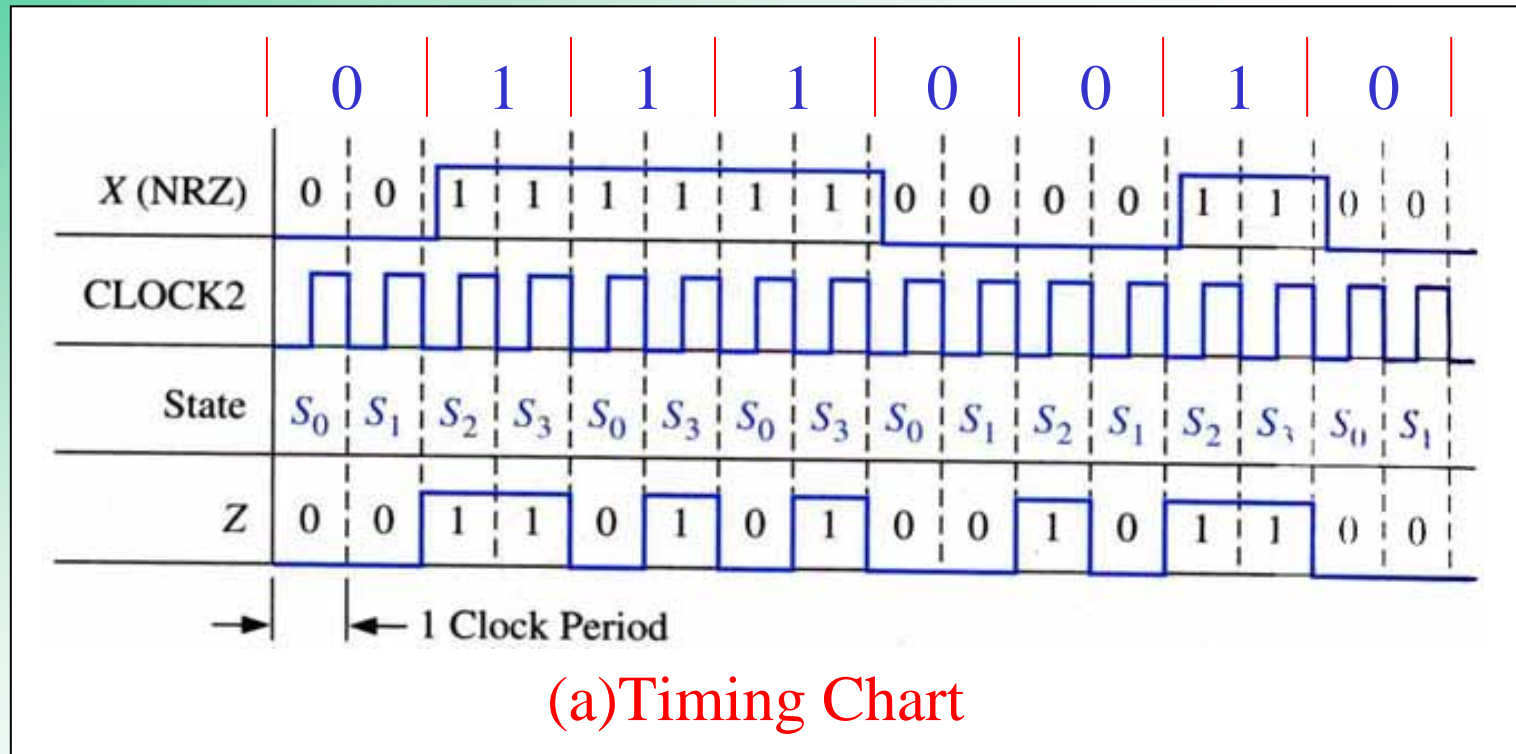 0 1 1 1 0 0 1 0
X (NRZ) 0 0 1 1 1 1 1 1 0 0 0 0 1 1 0 0
CLOCK2
State S₀ S₁ S₂ S₃ S₀ S₃ S₀ S₃ S₀ S₁ S₂ S₁ S₂ S₃ S₀ S₁
Z 0 0 1 1 0 1 0 1 0 0 1 0 1 1 0 0
1 Clock Period
(a)Timing Chart